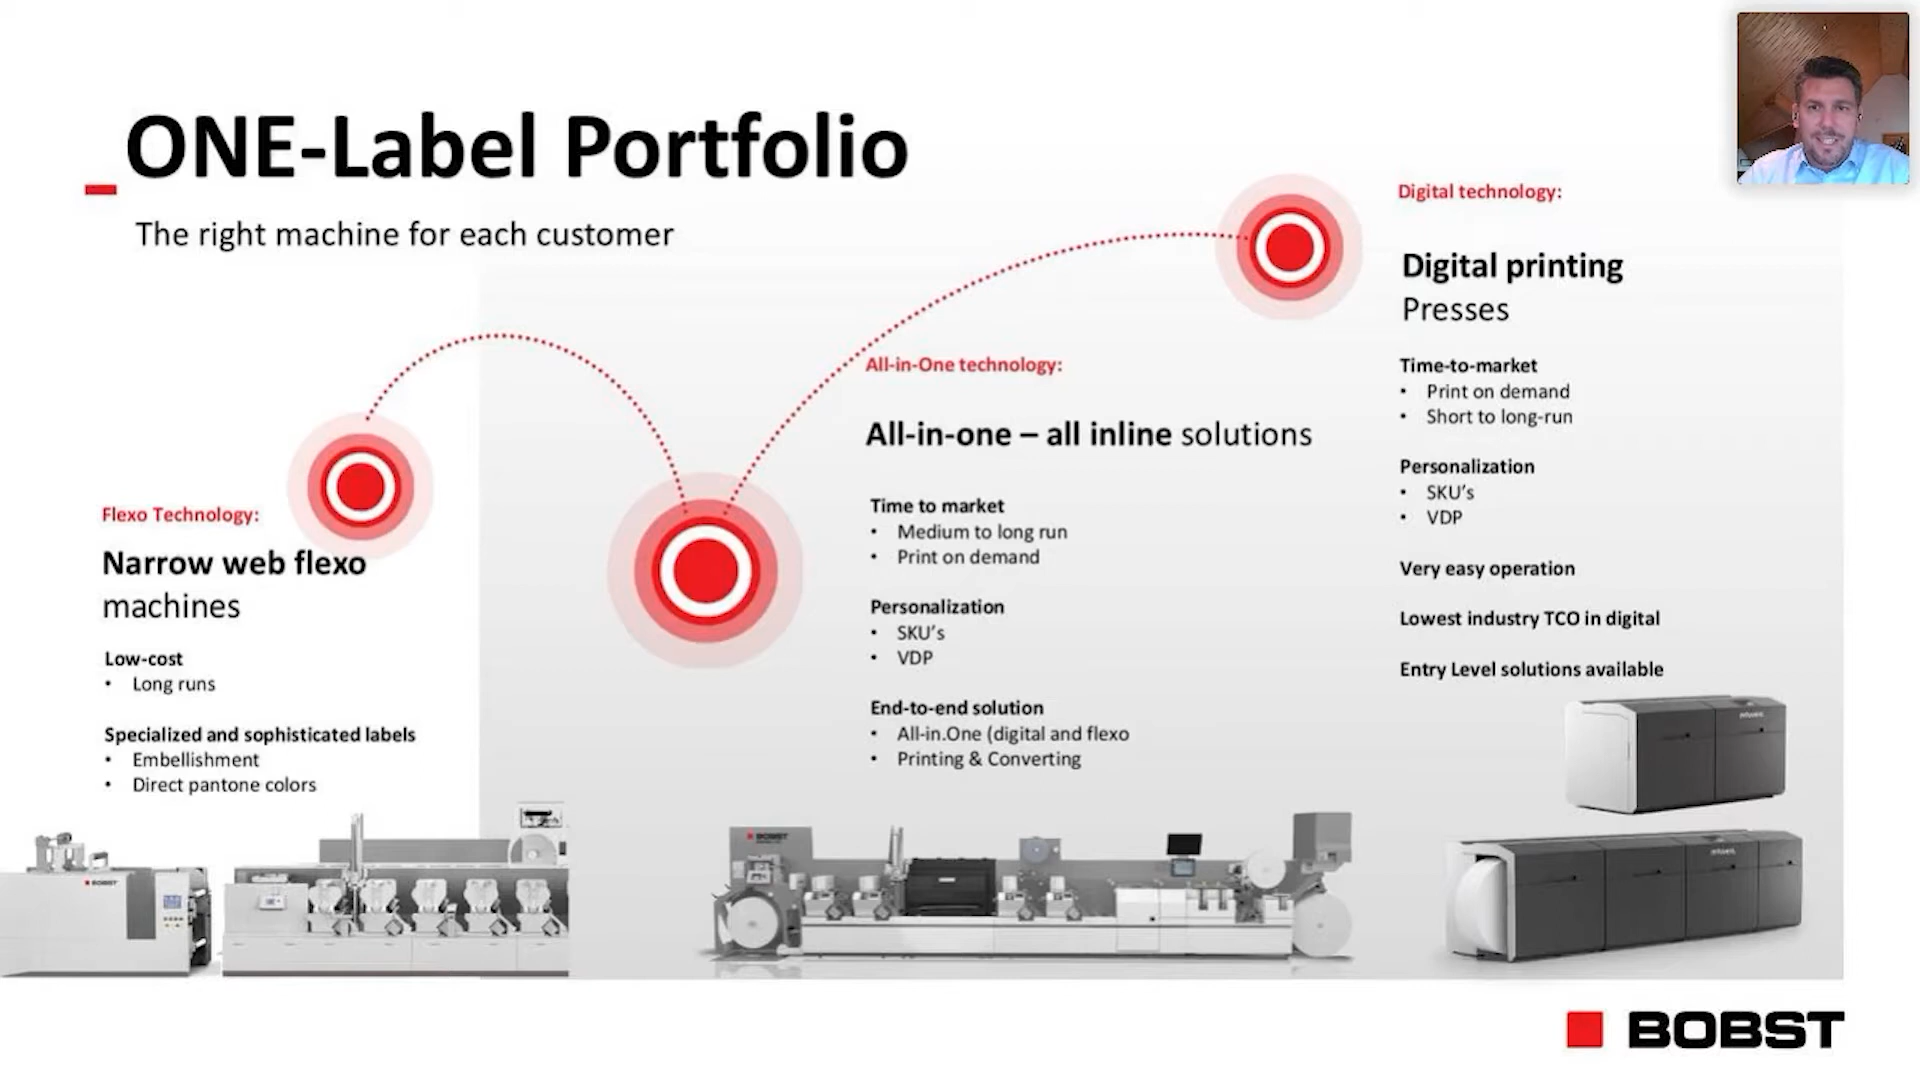 ONE-Label Portfolio
The right machine for each customer
Flexo Technology:
Narrow web flexo
machines
Low-cost
• Long runs
Specialized and sophisticated labels
• Embellishment
• Direct pantone colors
All-in-One technology:
All-in-one – all inline solutions
Time to market
• Medium to long run
• Print on demand
Personalization
• SKU's
• VDP
End-to-end solution
• All-in.One (digital and flexo
• Printing & Converting
Digital technology:
Digital printing
Presses
Time-to-market
• Print on demand
• Short to long-run
Personalization
• SKU's
• VDP
Very easy operation
Lowest industry TCO in digital
Entry Level solutions available
BOBST
BOBST
BOBST